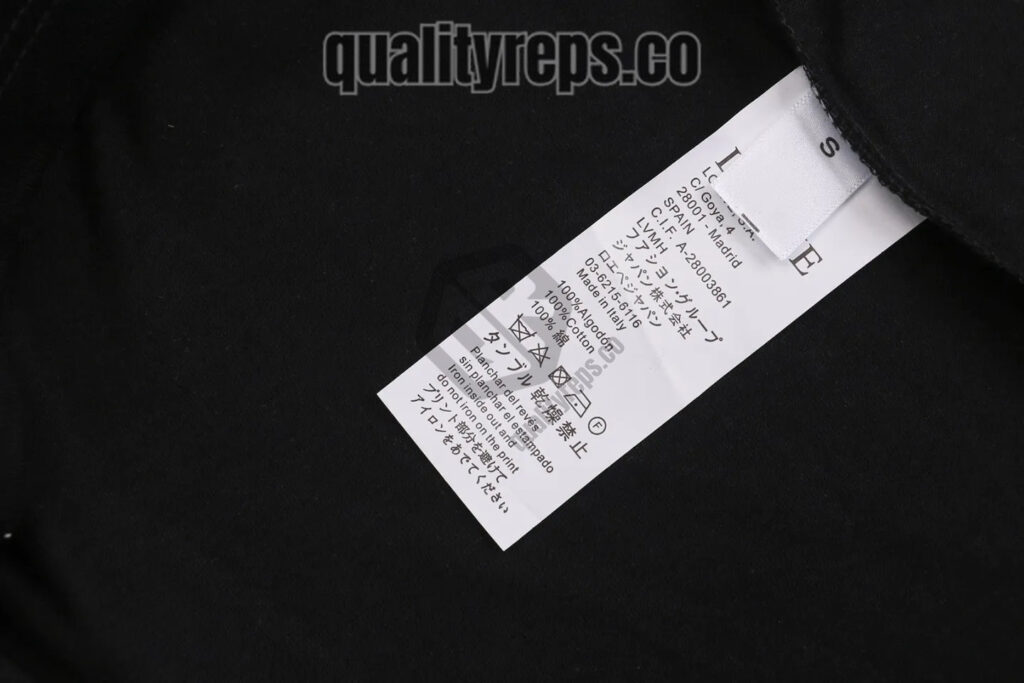 qualityreps.co
S
L E
C/ Goya, 4
28001 - Madrid
SPAIN
C.I.F. A-28003861
LVMH
ファション・グループ
ジャパン株式会社
ロエベジャパン
03-6215-6116
Made in Italy
100%Algodón
100%Cotton
100% 綿
F
タンブル乾燥禁止
Planchar del revés
sin planchar el estampado
Iron inside out and
do not iron on the print
プリント部分を避けて
アイロンをあててください